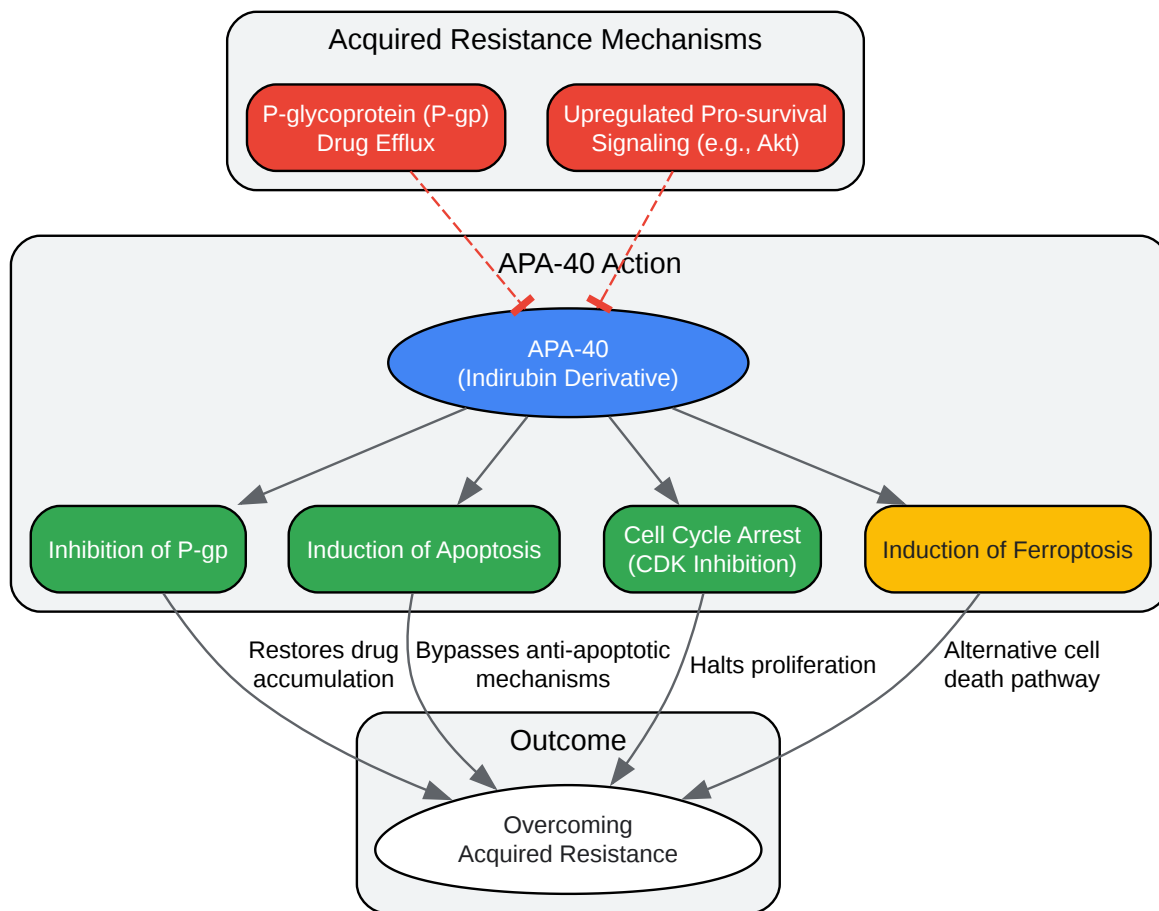 Acquired Resistance Mechanisms
P-glycoprotein (P-gp)
Drug Efflux
Upregulated Pro-survival
Signaling (e.g., Akt)
APA-40 Action
APA-40
(Indirubin Derivative)
Inhibition of P-gp
Induction of Apoptosis
Cell Cycle Arrest
(CDK Inhibition)
Induction of Ferroptosis
Restores drug
accumulation
Bypasses anti-apoptotic
mechanisms
Halts proliferation
Alternative cell
death pathway
Outcome
Overcoming
Acquired Resistance